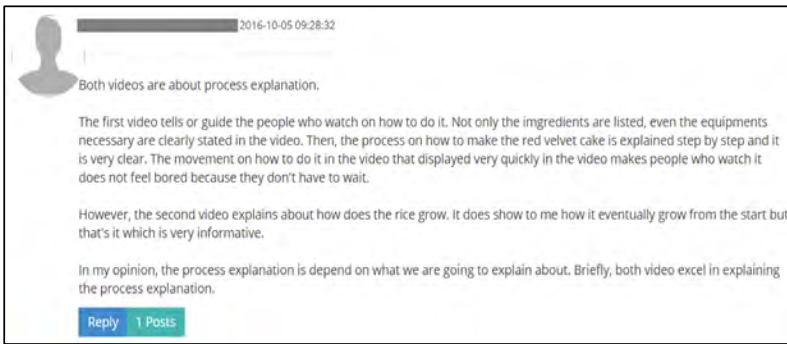 2016-10-05 09:28:32
Both videos are about process explanation.
The first video tells or guide the people who watch on how to do it. Not only the imgredients are listed, even the equipments
necessary are clearly stated in the video. Then, the process on how to make the red velvet cake is explained step by step and it
is very clear. The movement on how to do it in the video that displayed very quickly in the video makes people who watch it
does not feel bored because they don't have to wait.
However, the second video explains about how does the rice grow. It does show to me how it eventually grow from the start but
that's it which is very informative.
In my opinion, the process explanation is depend on what we are going to explain about. Briefly, both video excel in explaining
the process explanation.
Reply 1 Posts